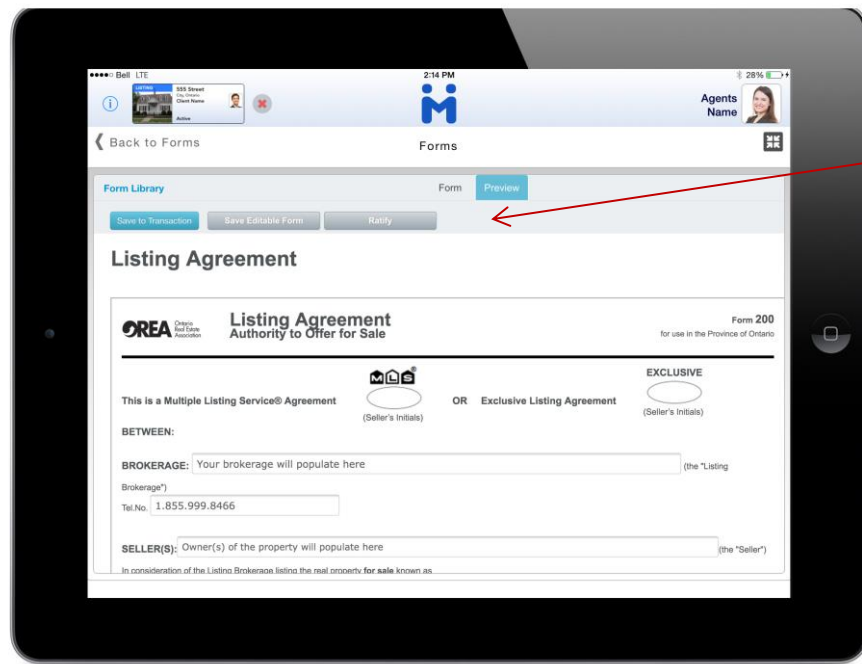 Bell LTE 2:14 PM 28%
LISTING 555 Street
City, Ontario
Client Name
Active
Agents
Name
Back to Forms
Forms
Form Library Form Preview
Save to Transaction Save Editable Form Ratify
Listing Agreement
OREA Ontario
Real Estate
Association
Listing Agreement
Authority to Offer for Sale
Form 200
for use in the Province of Ontario
MLS®
EXCLUSIVE
This is a Multiple Listing Service® Agreement OR Exclusive Listing Agreement
(Seller's Initials) (Seller's Initials)
BETWEEN:
BROKERAGE: Your brokerage will populate here (the "Listing
Brokerage")
Tel.No. 1.855.999.8466
SELLER(S): Owner(s) of the property will populate here (the "Seller")
In consideration of the Listing Brokerage listing the real property for sale known as